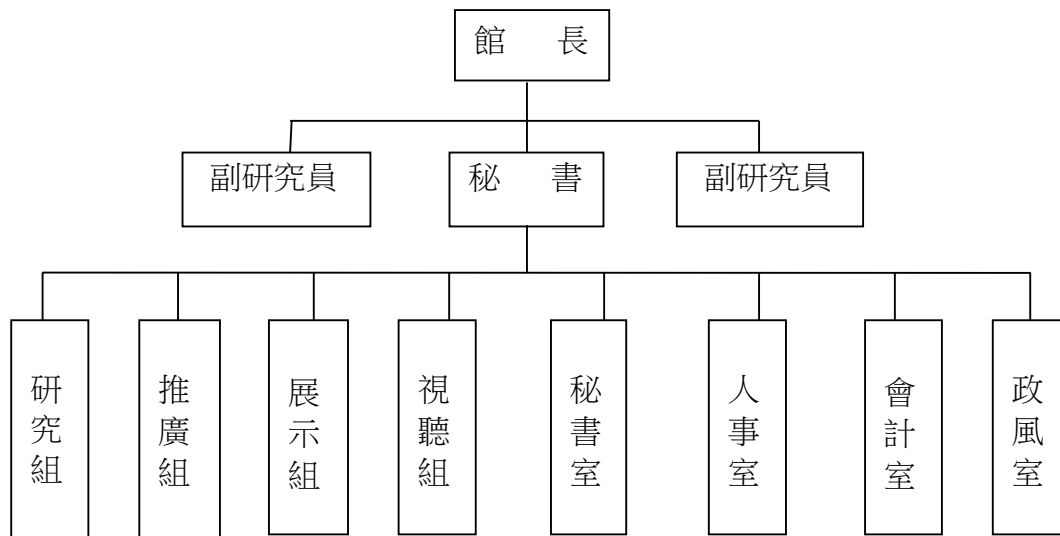 館 長
副研究員
秘 書
副研究員
研究組
推廣組
展示組
視聽組
秘書室
人事室
會計室
政風室